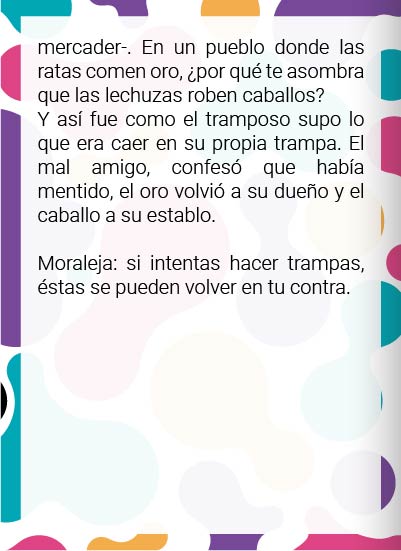 mercader-. En un pueblo donde las
ratas comen oro, ¿por qué te asombra
que las lechuzas roben caballos?
Y así fue como el tramposo supo lo
que era caer en su propia trampa. El
mal amigo, confesó que había
mentido, el oro volvió a su dueño y el
caballo a su establo.
Moraleja: si intentas hacer trampas,
éstas se pueden volver en tu contra.